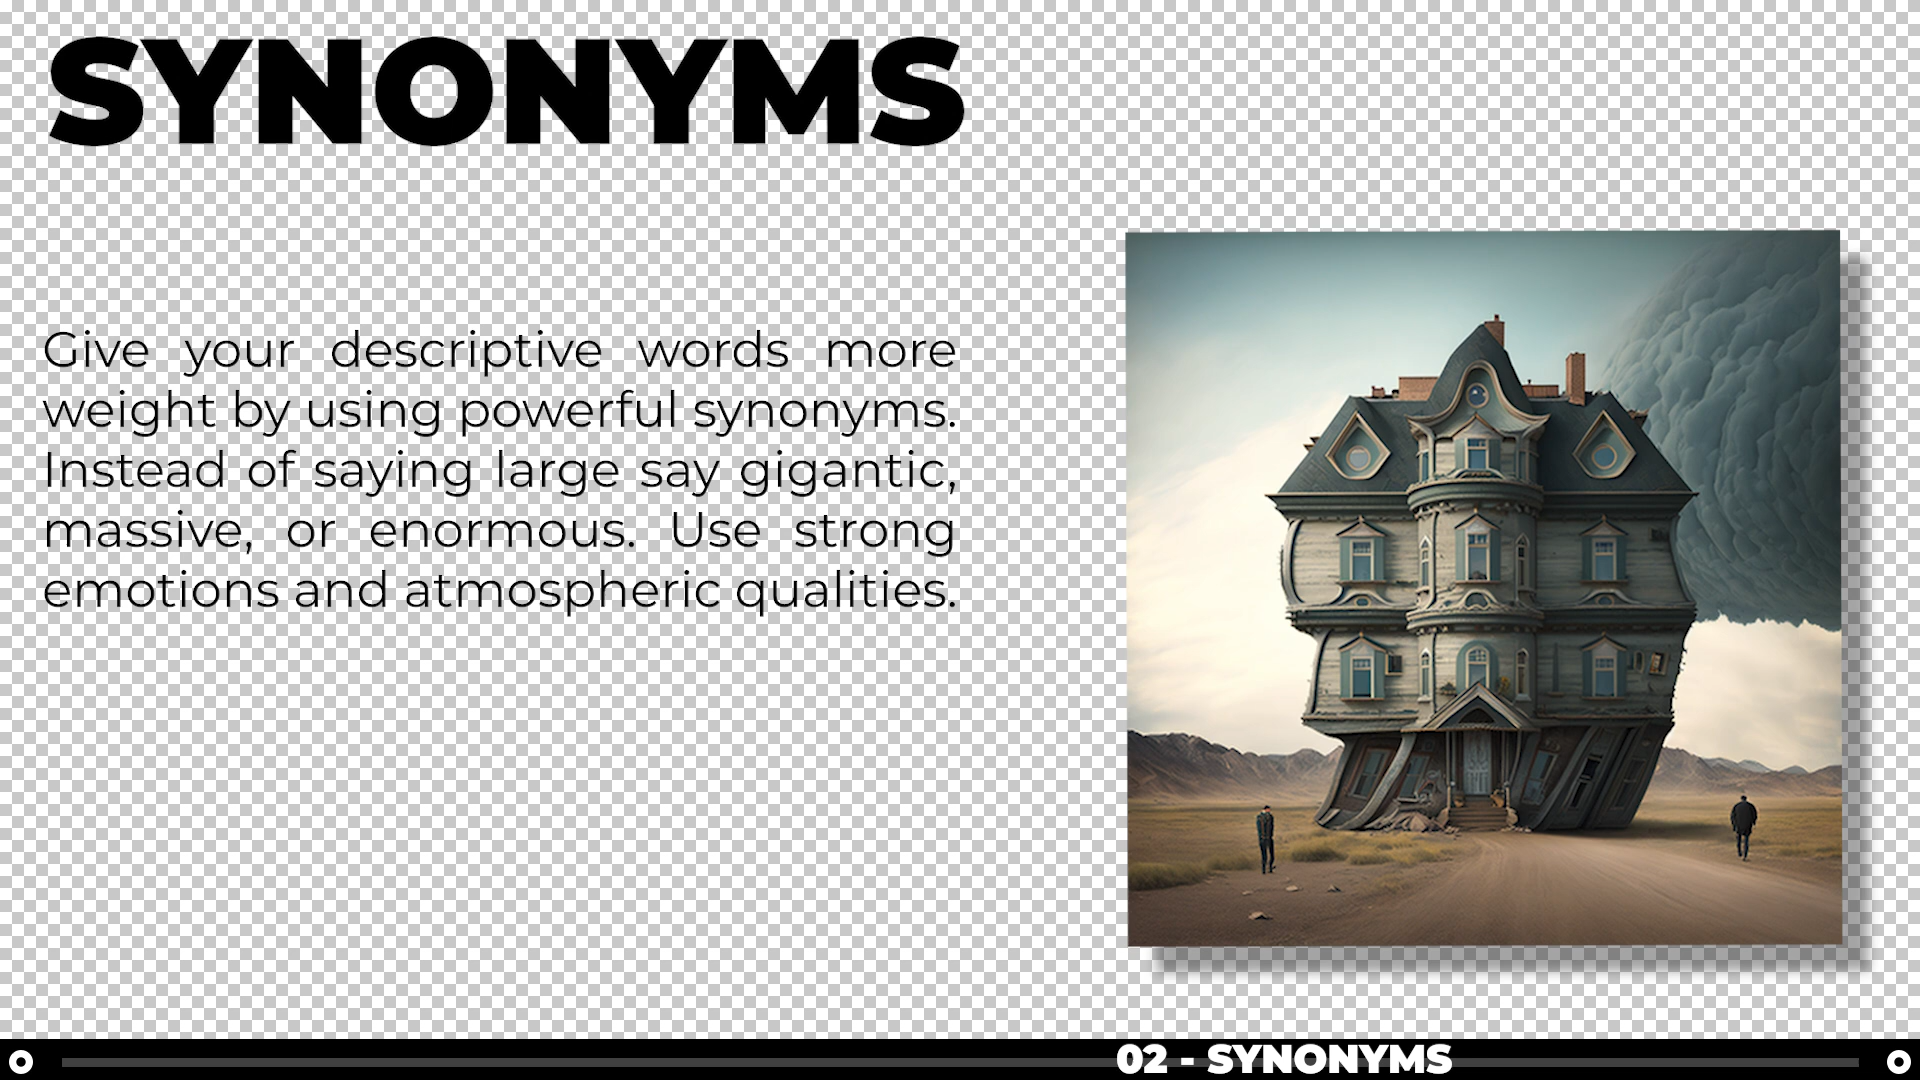 SYNONYMS
Give your descriptive words more
weight by using powerful synonyms.
Instead of saying large say gigantic,
massive, or enormous. Use strong
emotions and atmospheric qualities.
02 - SYNONYMS